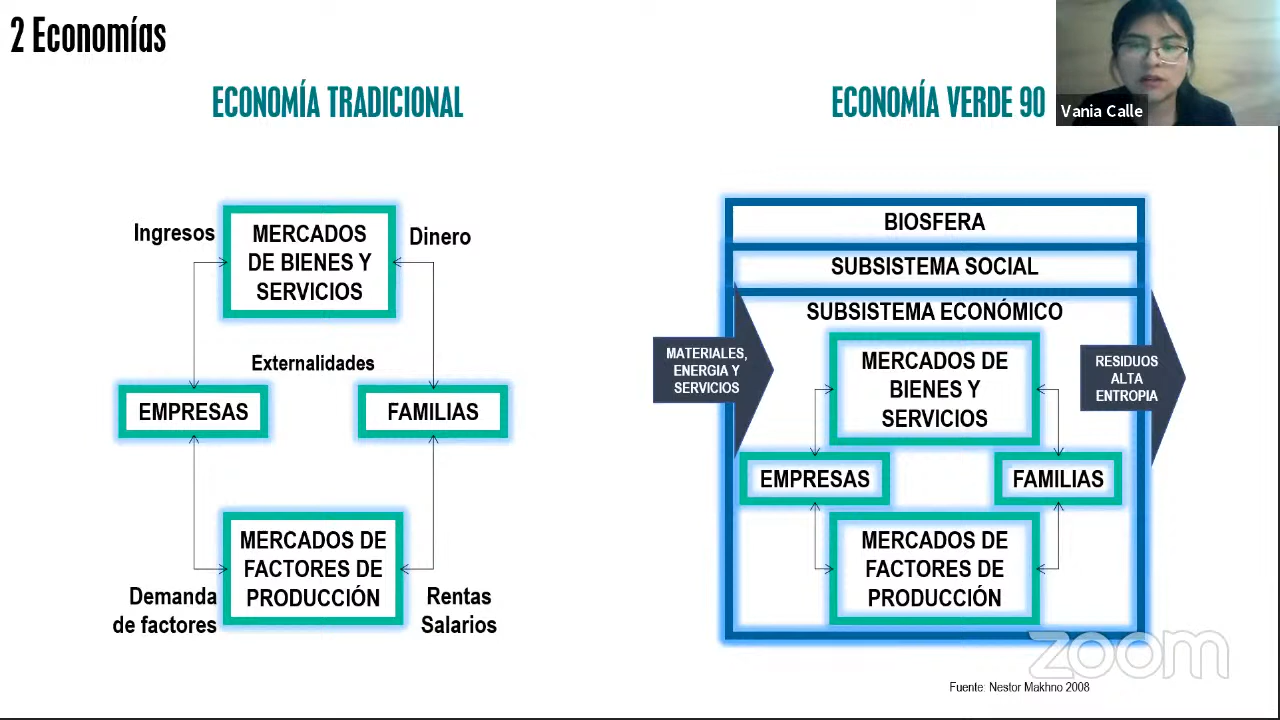 2 Economías
ECONOMÍA TRADICIONAL
Ingresos
MERCADOS
DE BIENES Y
SERVICIOS
Dinero
Externalidades
EMPRESAS
FAMILIAS
MERCADOS DE
FACTORES DE
PRODUCCIÓN
Demanda
de factores
Rentas
Salarios
ECONOMÍA VERDE 90
Vania Calle
BIOSFERA
SUBSISTEMA SOCIAL
SUBSISTEMA ECONÓMICO
MATERIALES,
ENERGIA Y
SERVICIOS
MERCADOS DE
BIENES Y
SERVICIOS
RESIDUOS
ALTA
ENTROPIA
EMPRESAS
FAMILIAS
MERCADOS DE
FACTORES DE
PRODUCCIÓN
zoom
Fuente: Nestor Makhno 2008